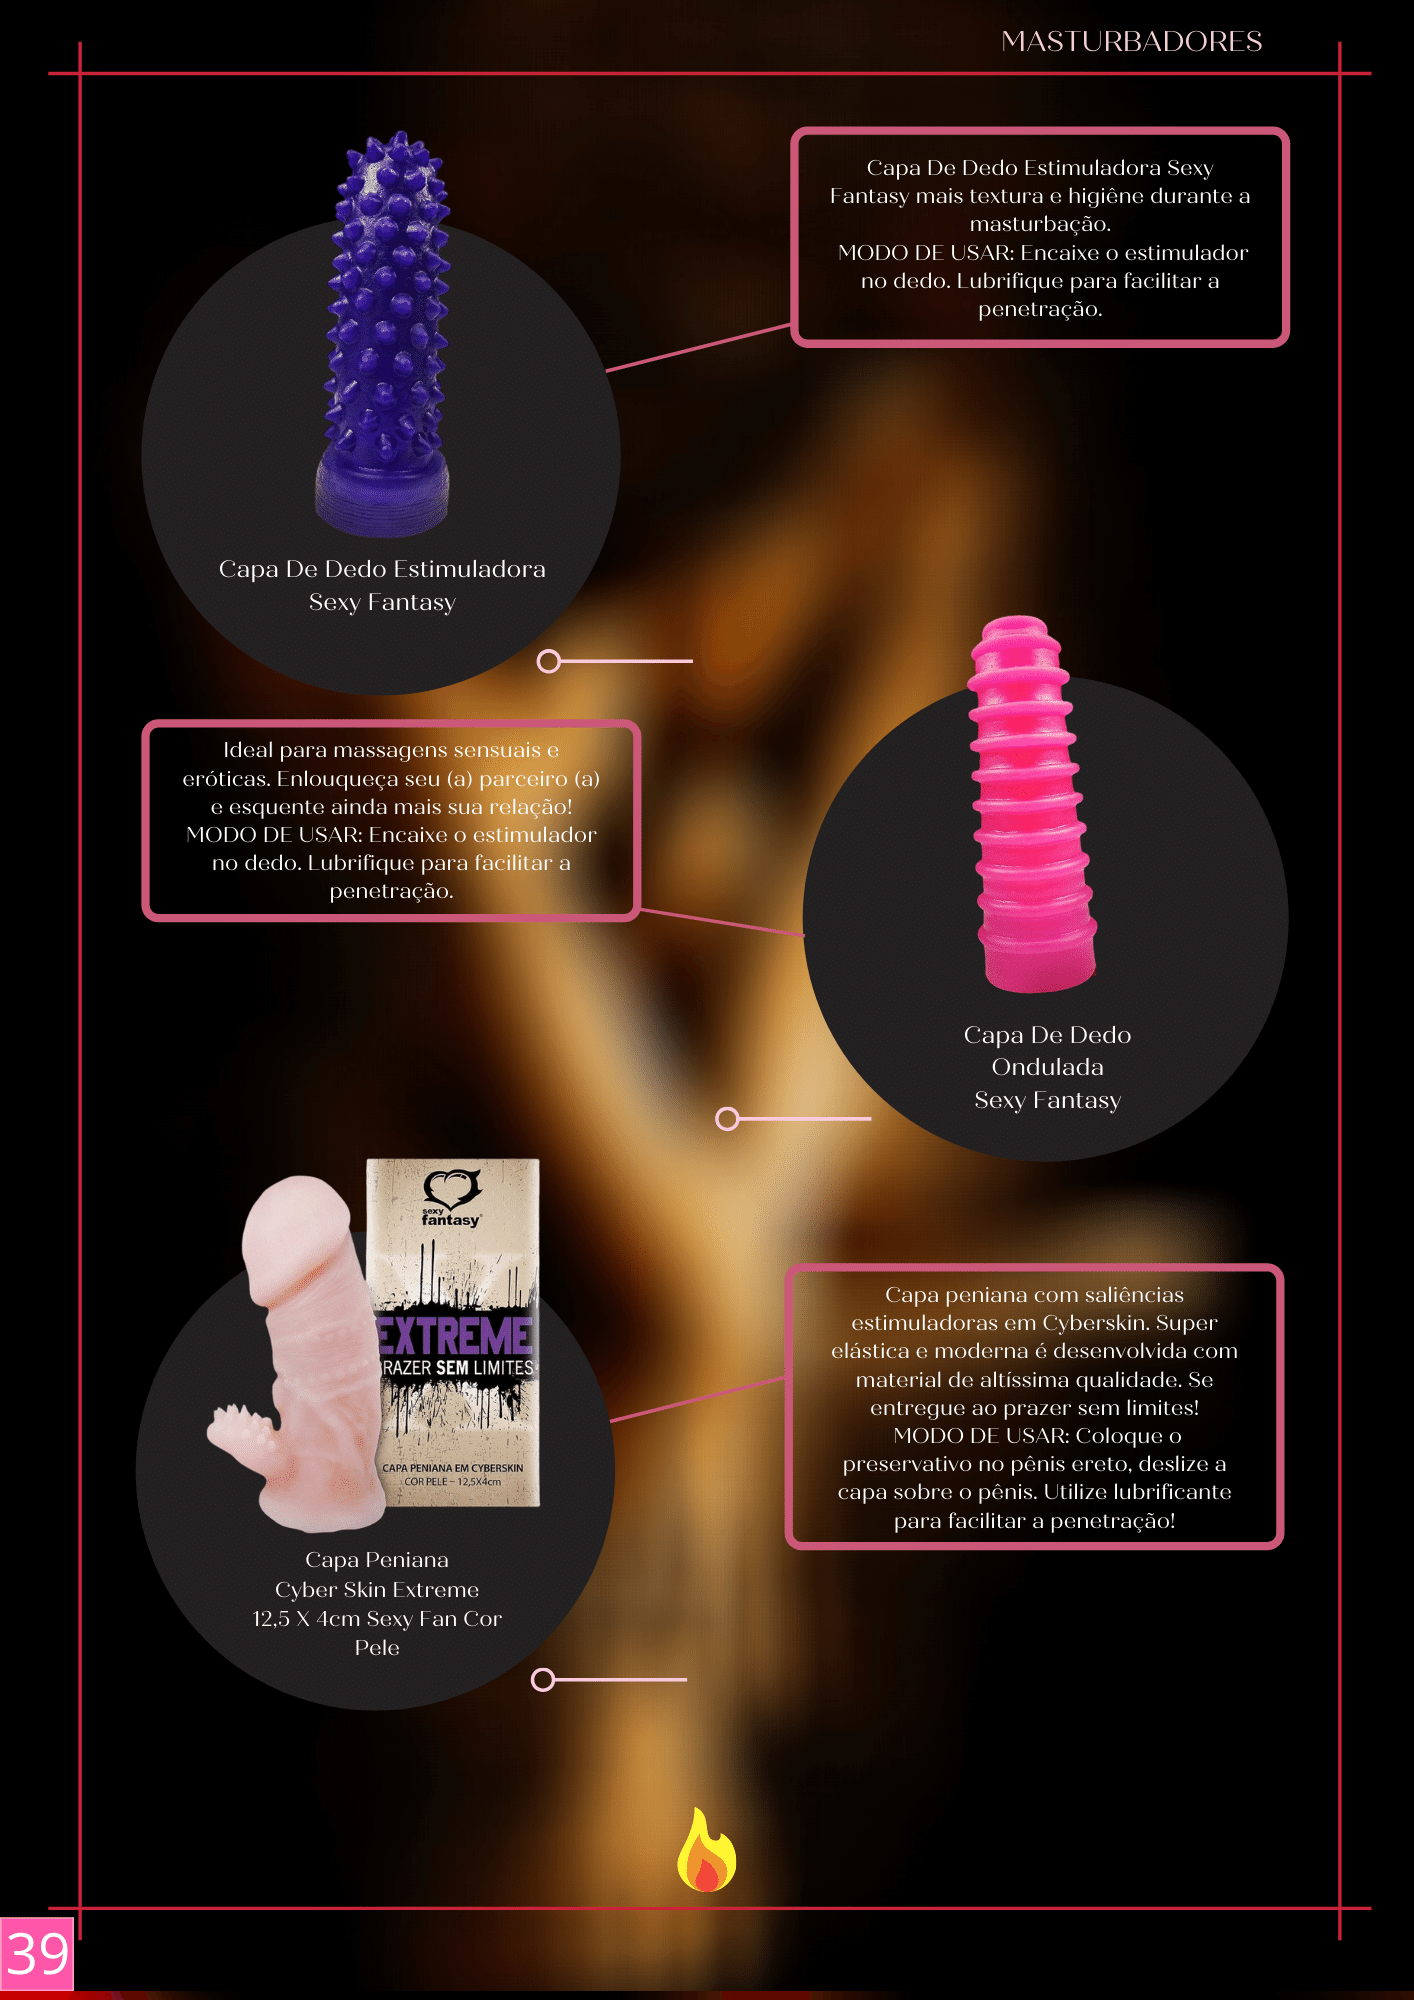 MASTURBADORES
Capa De Dedo Estimuladora Sexy
Fantasy mais textura e higiêne durante a
masturbação.
MODO DE USAR: Encaixe o estimulador
no dedo. Lubrifique para facilitar a
penetração.
Capa De Dedo Estimuladora
Sexy Fantasy
Ideal para massagens sensuais e
eróticas. Enlouqueça seu (a) parceiro (a)
e esquente ainda mais sua relação!
MODO DE USAR: Encaixe o estimulador
no dedo. Lubrifique para facilitar a
penetração.
Capa De Dedo
Ondulada
Sexy Fantasy
sexy
fantasy
EXTREME
RAZER SEM LIMITES
CAPA PENIANA EM CYBERSKIN
COR PELE – 12,5X4cm
Capa Peniana
Cyber Skin Extreme
12,5 X 4cm Sexy Fan Cor
Pele
Capa peniana com saliências
estimuladoras em Cyberskin. Super
elástica e moderna é desenvolvida com
material de altíssima qualidade. Se
entregue ao prazer sem limites!
MODO DE USAR: Coloque o
preservativo no pênis ereto, deslize a
capa sobre o pênis. Utilize lubrificante
para facilitar a penetração!
39